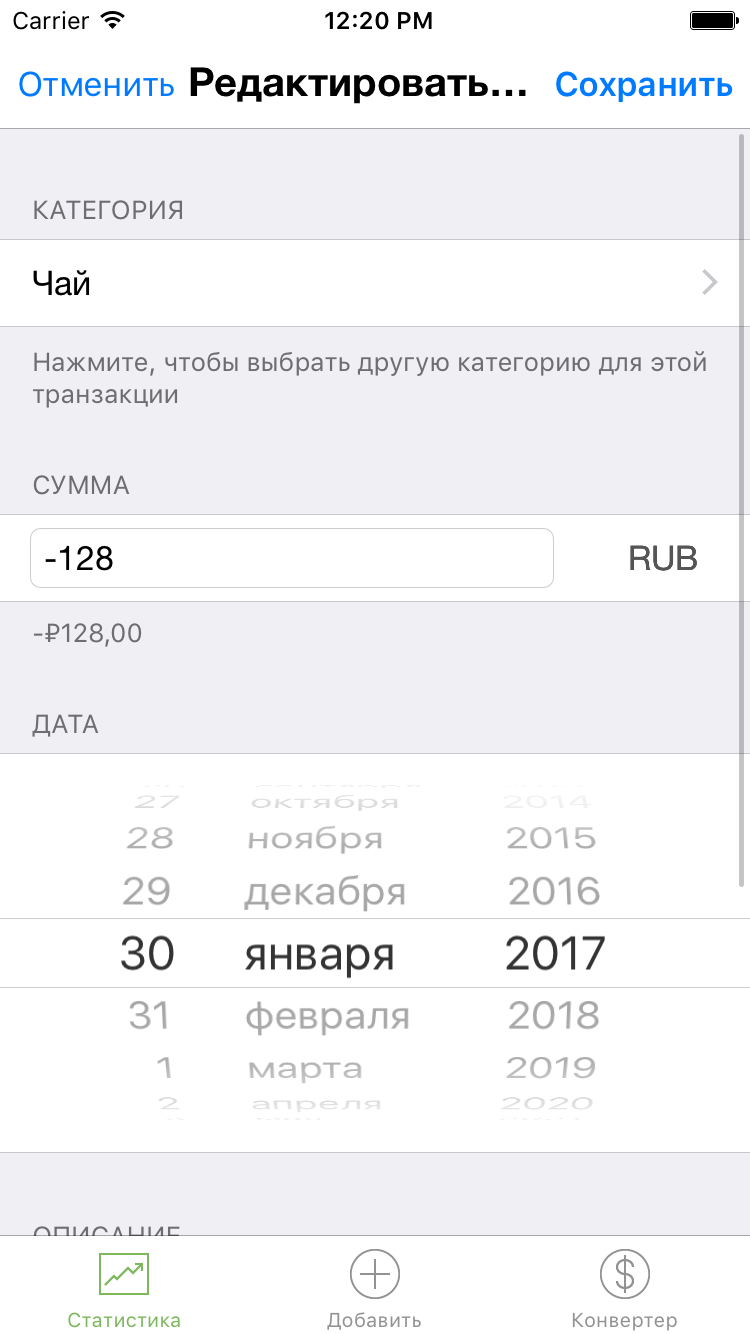 Carrier 12:20 PM
Отменить Редактировать... Сохранить
КАТЕГОРИЯ
Чай
Нажмите, чтобы выбрать другую категорию для этой
транзакции
СУММА
-128 RUB
-₽128,00
ДАТА
27 октября 2014
28 ноября 2015
29 декабря 2016
30 января 2017
31 февраля 2018
1 марта 2019
2 апреля 2020
ОПИСАНИЕ
Статистика Добавить Конвертер